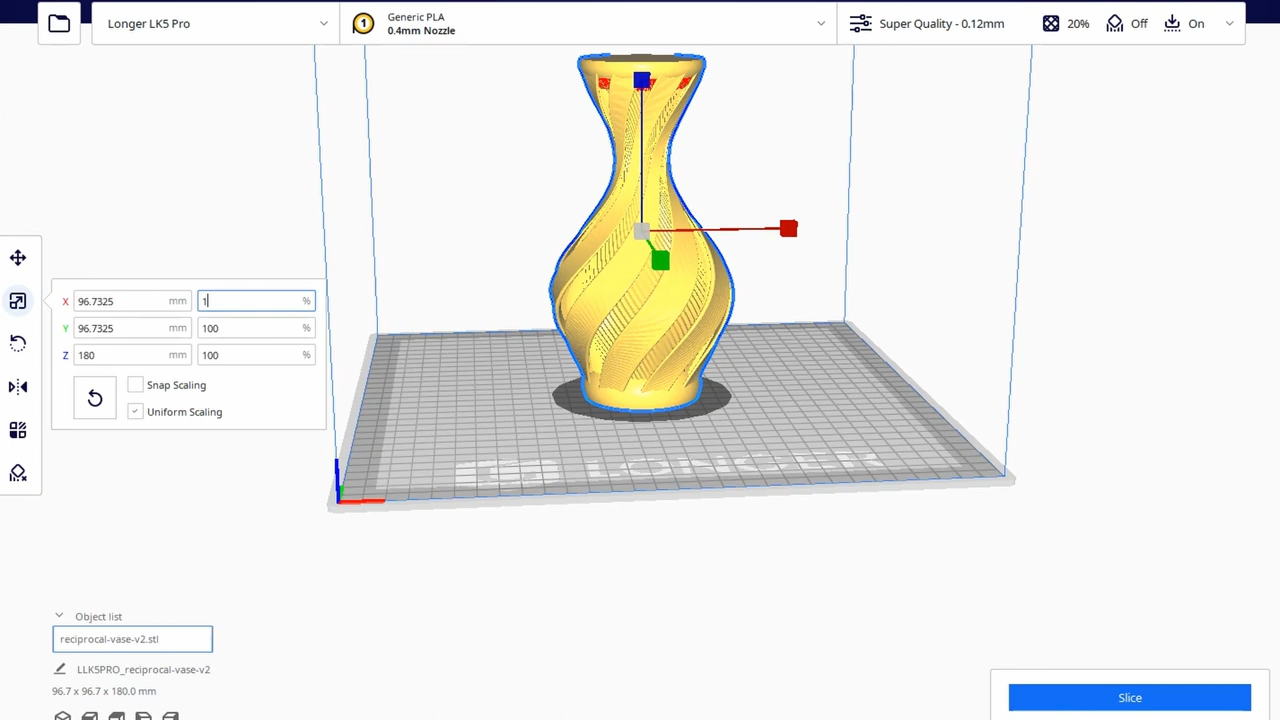 Longer LK5 Pro
1
Generic PLA
0.4mm Nozzle
Super Quality - 0.12mm
20%
Off
On
X 96.7325 mm 1 %
Y 96.7325 mm 100 %
Z 180 mm 100 %
Snap Scaling
Uniform Scaling
LONGER
Object list
reciprocal-vase-v2.stl
LLK5PRO_reciprocal-vase-v2
96.7 x 96.7 x 180.0 mm
Slice